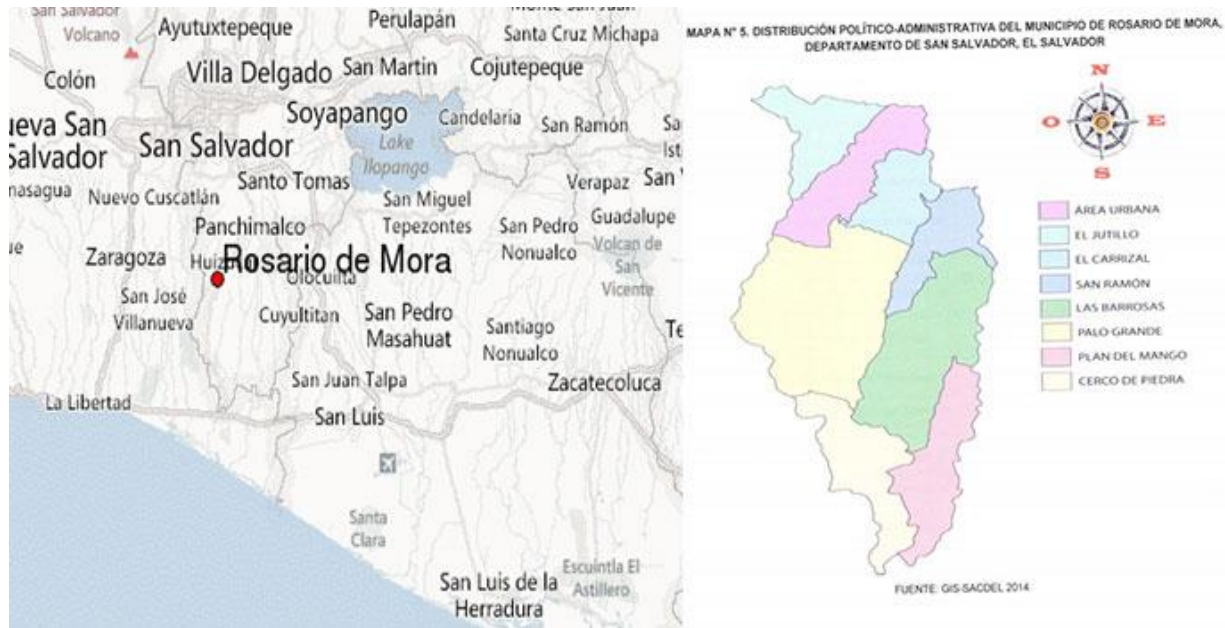 San Salvador
Volcano
Ayutuxtepeque
Perulapán
Santa Cruz Michapa
Colón
Villa Delgado
San Martin
Cojutepeque
Soyapango
Candelaria
San Ramón
San Salvador
Lake
Ilopango
Santo Tomas
Verapaz
Nuevo Cuscatlán
San Miguel
Tepezontes
San Pedro
Nonualco
Guadalupe
Panchimalco
Volcan de
San
Vicente
Zaragoza
Rosario de Mora
Olocuilta
San José
Villanueva
Cuyultitan
San Pedro
Masahuat
Santiago
Nonualco
San Juan Talpa
Zacatecoluca
La Libertad
San Luis
Santa
Clara
Escuintla El
Astillero
San Luis de la
Herradura
MAPA N° 5. DISTRIBUCIÓN POLÍTICO-ADMINISTRATIVA DEL MUNICIPIO DE ROSARIO DE MORA,
DEPARTAMENTO DE SAN SALVADOR, EL SALVADOR
N
O E
S
ÁREA URBANA
EL JUTILLO
EL CARRIZAL
SAN RAMÓN
LAS BARROSAS
PALO GRANDE
PLAN DEL MANGO
CERCO DE PIEDRA
FUENTE: GIS-SACDEL 2014